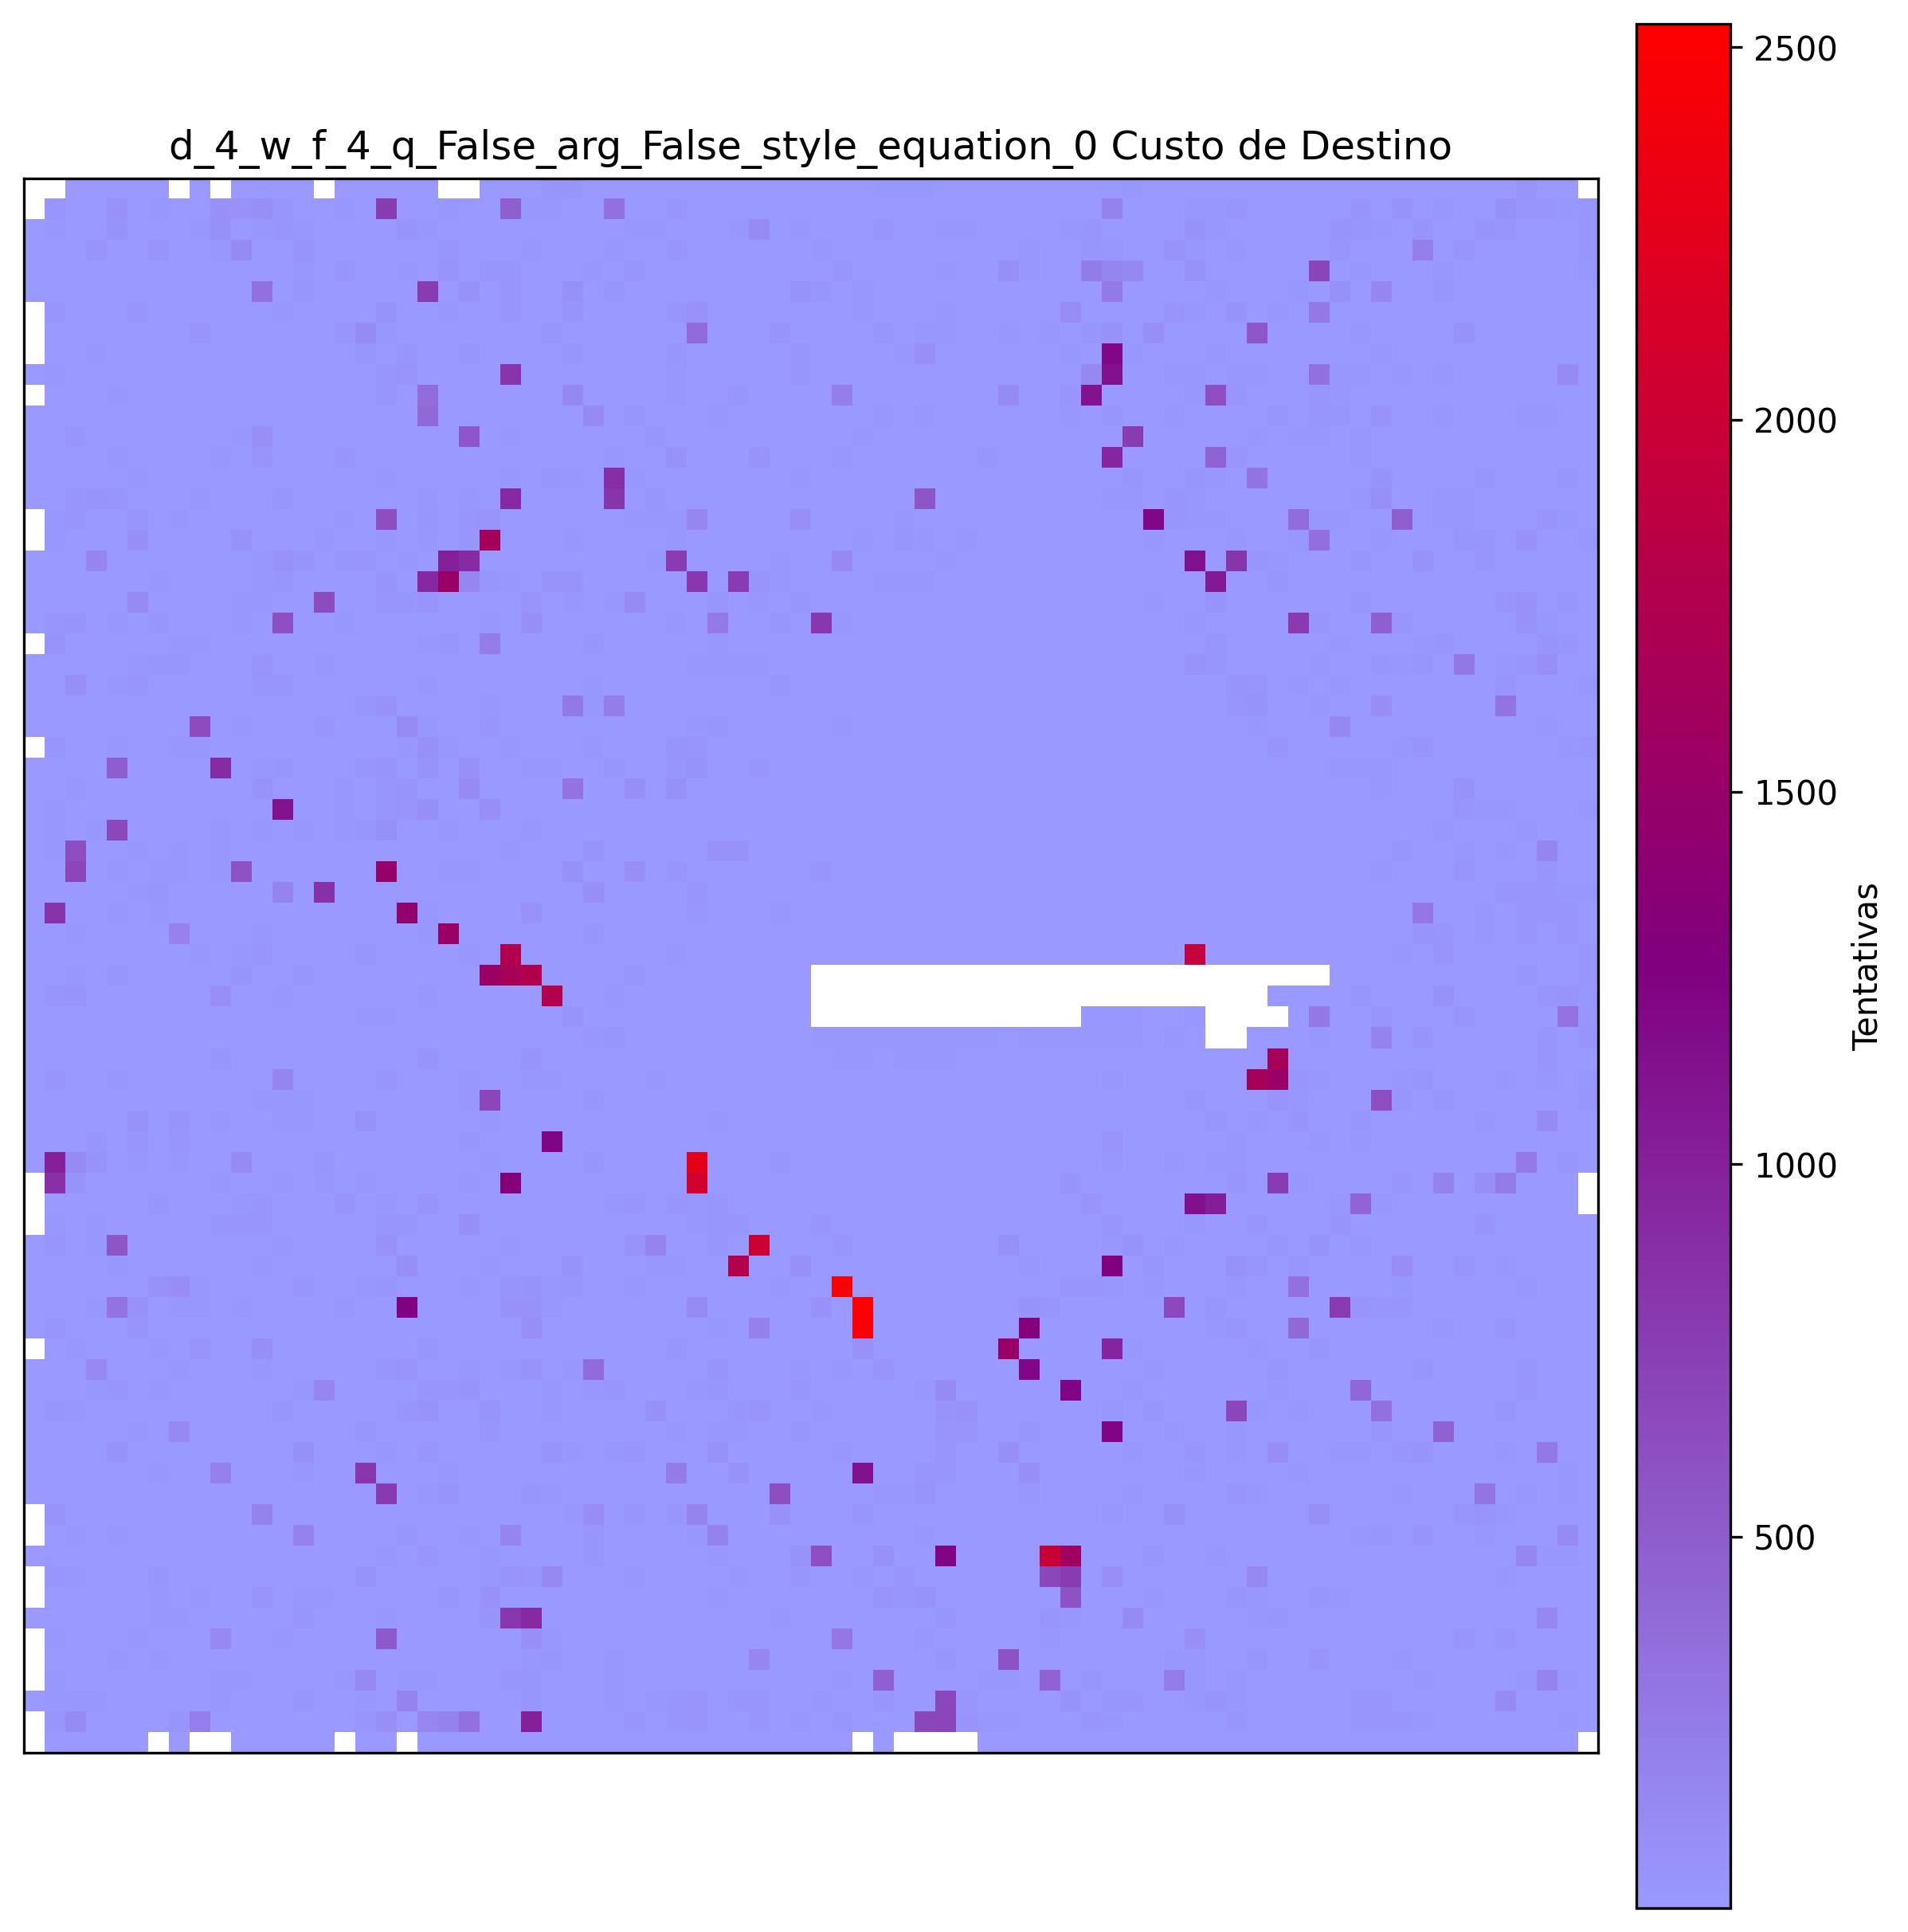 d_4_w_f_4_q_False_arg_False_style_equation_0 Custo de Destino
2500
2000
1500
1000
500
Tentativas